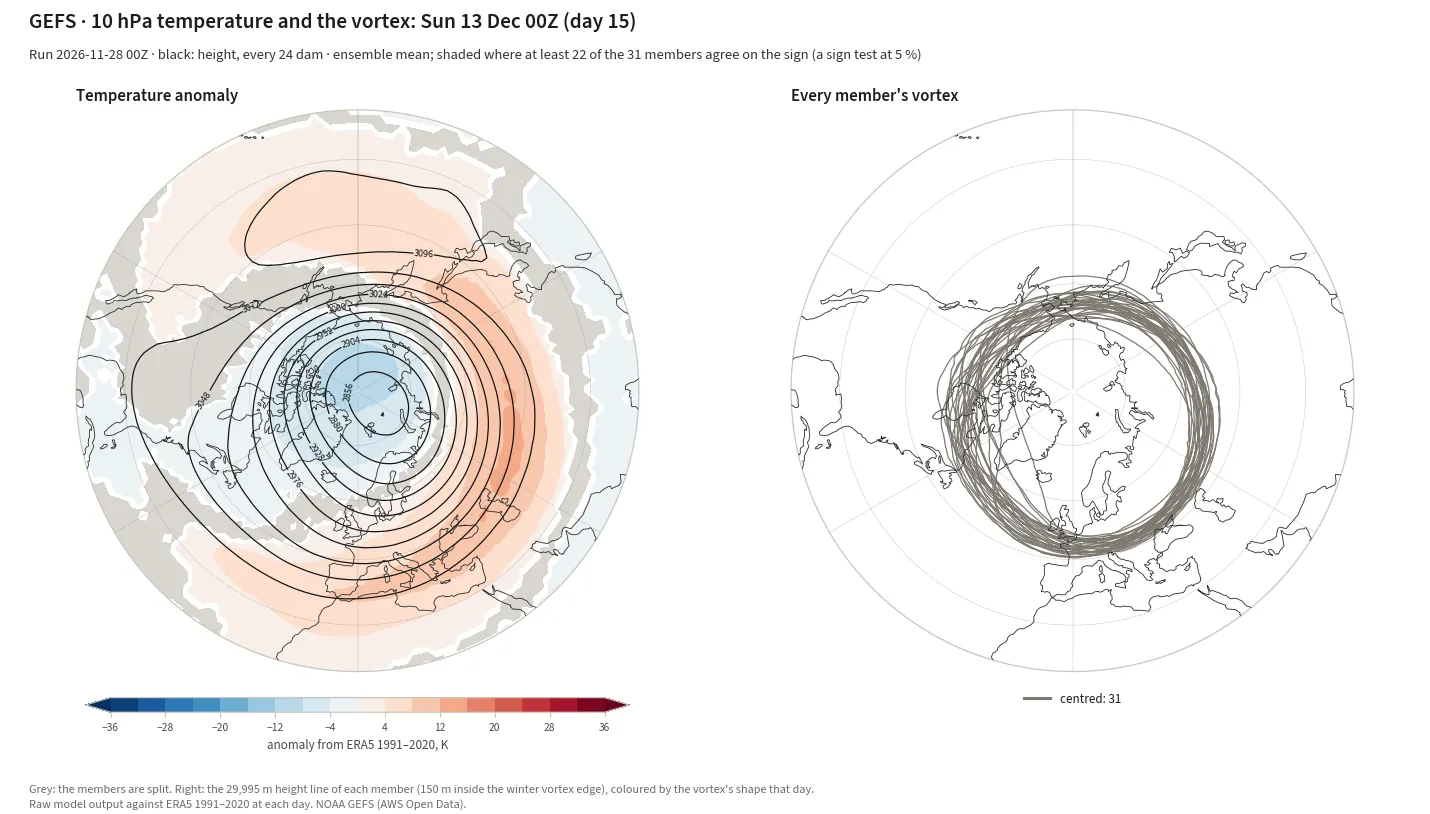 GEFS · 10 hPa temperature and the vortex: Sun 13 Dec 00Z (day 15)
Run 2026-11-28 00Z · black: height, every 24 dam · ensemble mean; shaded where at least 22 of the 31 members agree on the sign (a sign test at 5 %)
Temperature anomaly
Every member's vortex
3096
3024
2952
2904
2856
3048
2880
2928
2976
centred: 31
−36 −28 −20 −12 −4 4 12 20 28 36
anomaly from ERA5 1991–2020, K
Grey: the members are split. Right: the 29,995 m height line of each member (150 m inside the winter vortex edge), coloured by the vortex's shape that day.
Raw model output against ERA5 1991–2020 at each day. NOAA GEFS (AWS Open Data).